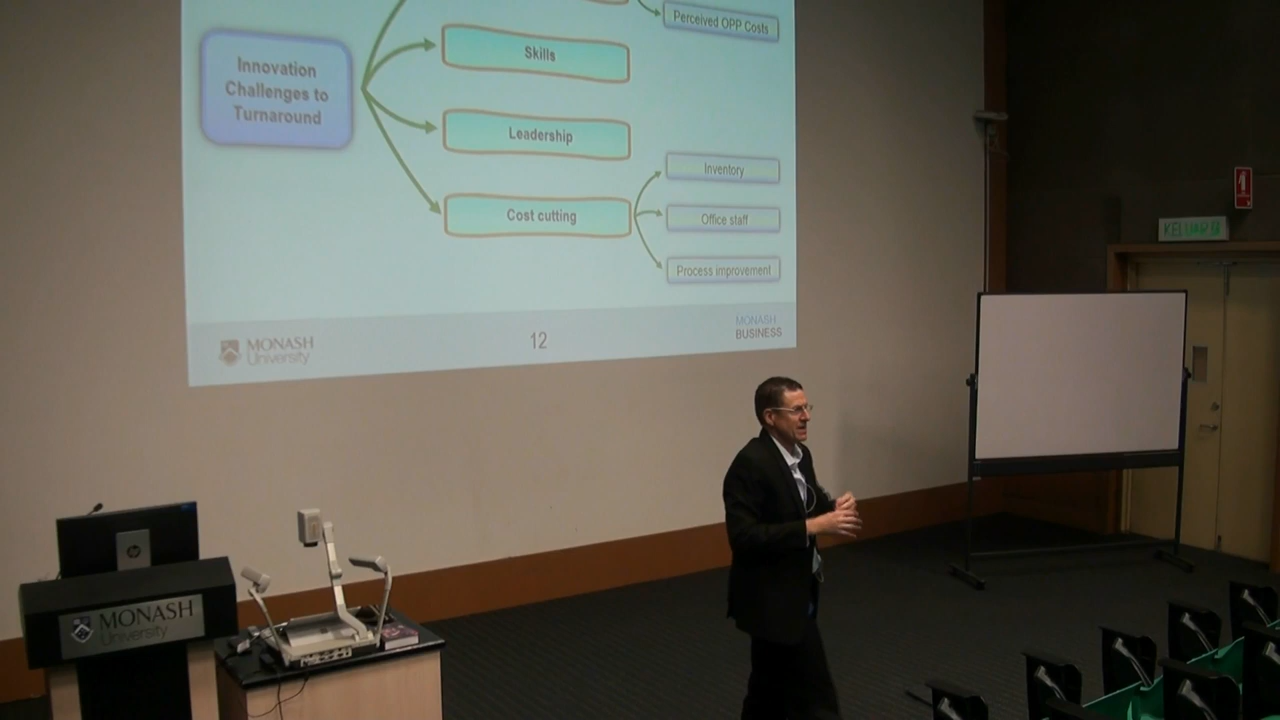 Perceived OPP Costs
Skills
Innovation
Challenges to
Turnaround
Leadership
Inventory
Cost cutting
Office staff
Process improvement
MONASH
University
12
MONASH
BUSINESS
KELUAR
hp
MONASH
University